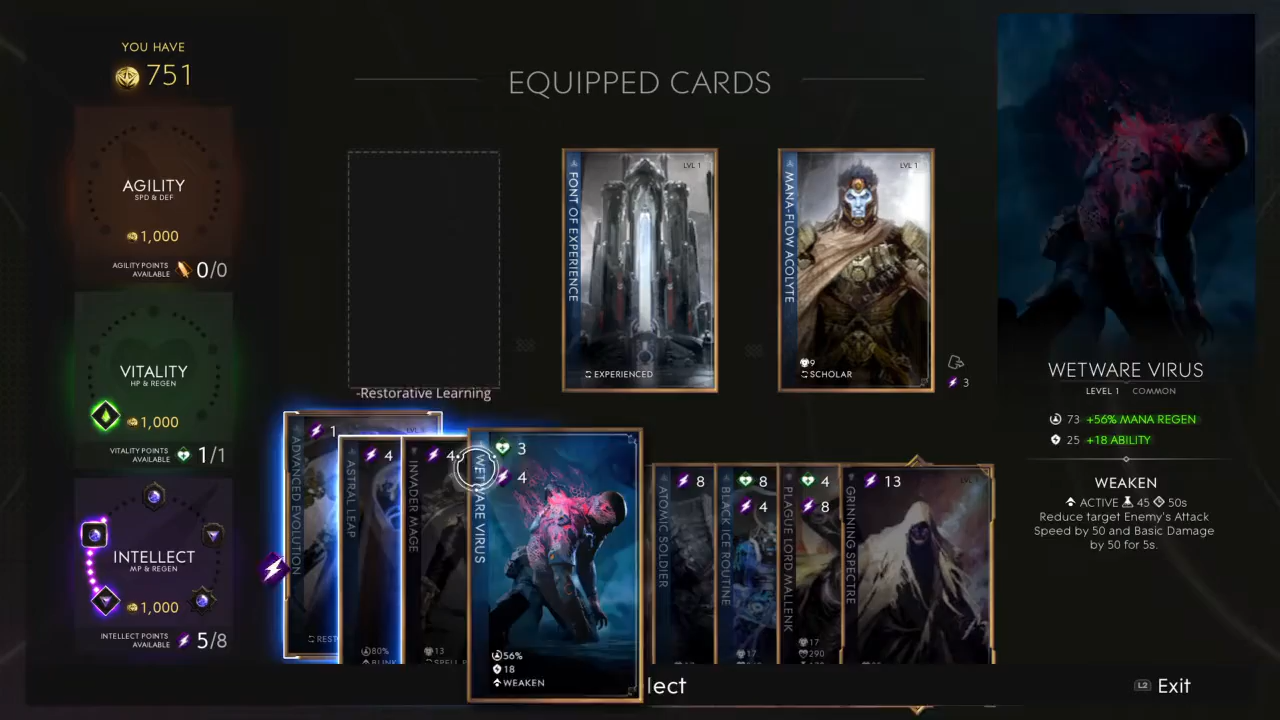 YOU HAVE
751
AGILITY
SPD & DEF
1,000
AGILITY POINTS
AVAILABLE
0/0
VITALITY
HP & REGEN
1,000
VITALITY POINTS
AVAILABLE
1/1
INTELLECT
MP & REGEN
1,000
INTELLECT POINTS
AVAILABLE
5/8
EQUIPPED CARDS
FONT OF EXPERIENCE
LVL 1
EXPERIENCED
MANA-FLOW ACOLYTE
LVL 1
9
SCHOLAR
3
-Restorative Learning
ADVANCED EVOLUTION
1
ASTRAL LEAP
4
80%
BLINK
INVADER MAGE
4
13
WETWARE VIRUS
3
4
56%
18
WEAKEN
ATOMIC SOLDIER
8
BLACK ICE ROUTINE
8
4
17
PLAGUE LORD MALLENK
4
8
17
290
GRINNING SPECTRE
13
WETWARE VIRUS
LEVEL 1 COMMON
73 +56% MANA REGEN
25 +18 ABILITY
WEAKEN
ACTIVE 45 50s
Reduce target Enemy's Attack
Speed by 50 and Basic Damage
by 50 for 5s.
lect
L2 Exit